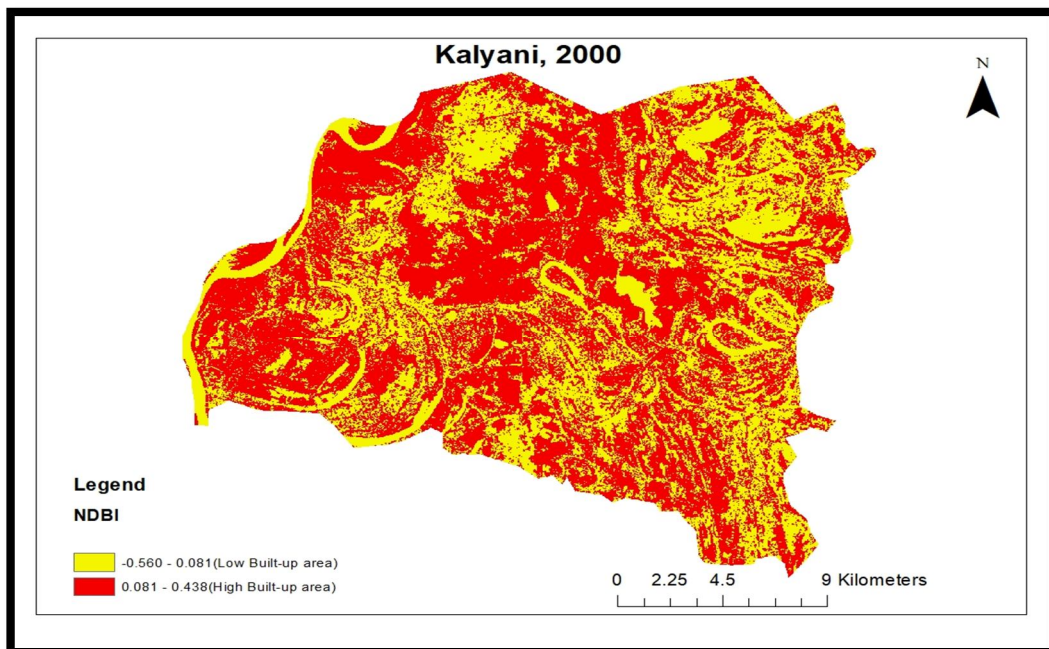 Kalyani, 2000
N
Legend
NDBI
-0.560 - 0.081(Low Built-up area)
0.081 - 0.438(High Built-up area)
0 2.25 4.5 9 Kilometers